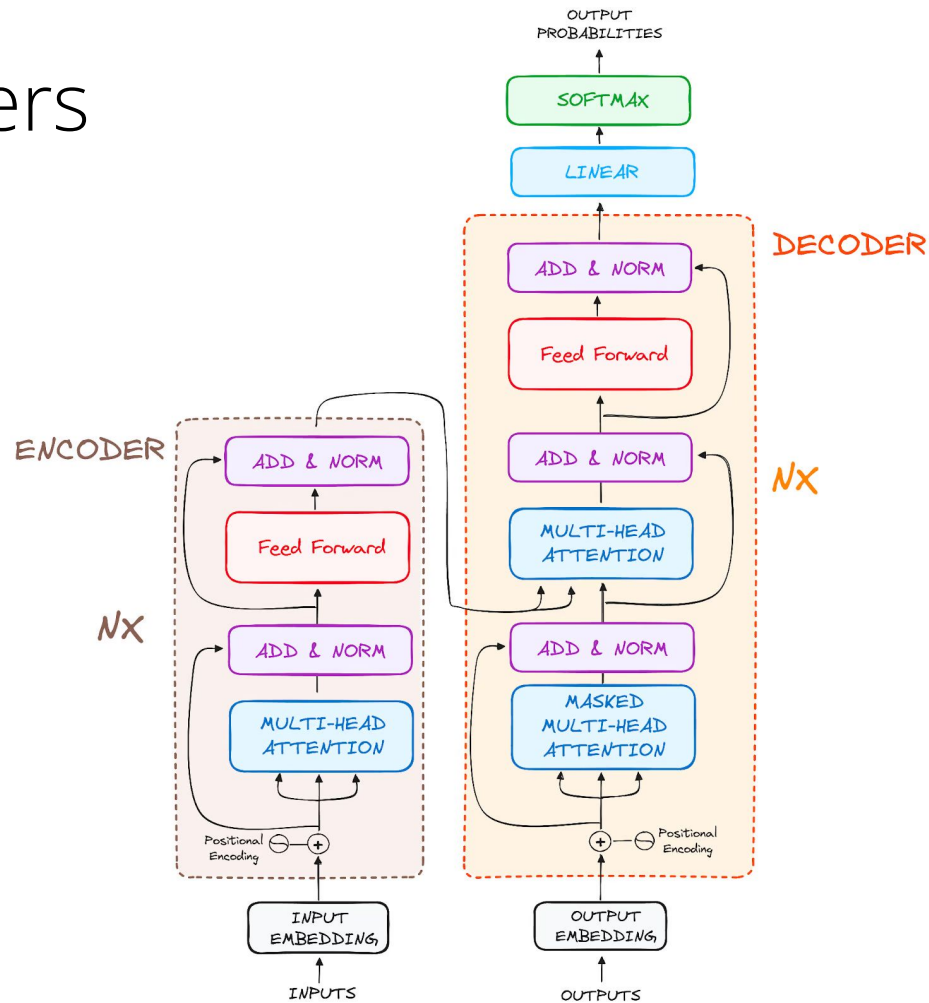 ers
OUTPUT
PROBABILITIES
SOFTMAX
LINEAR
DECODER
ADD & NORM
Feed Forward
ADD & NORM
NX
MULTI-HEAD
ATTENTION
ADD & NORM
MASKED
MULTI-HEAD
ATTENTION
Positional
Encoding
OUTPUT
EMBEDDING
OUTPUTS
ENCODER
ADD & NORM
Feed Forward
NX
ADD & NORM
MULTI-HEAD
ATTENTION
Positional
Encoding
INPUT
EMBEDDING
INPUTS